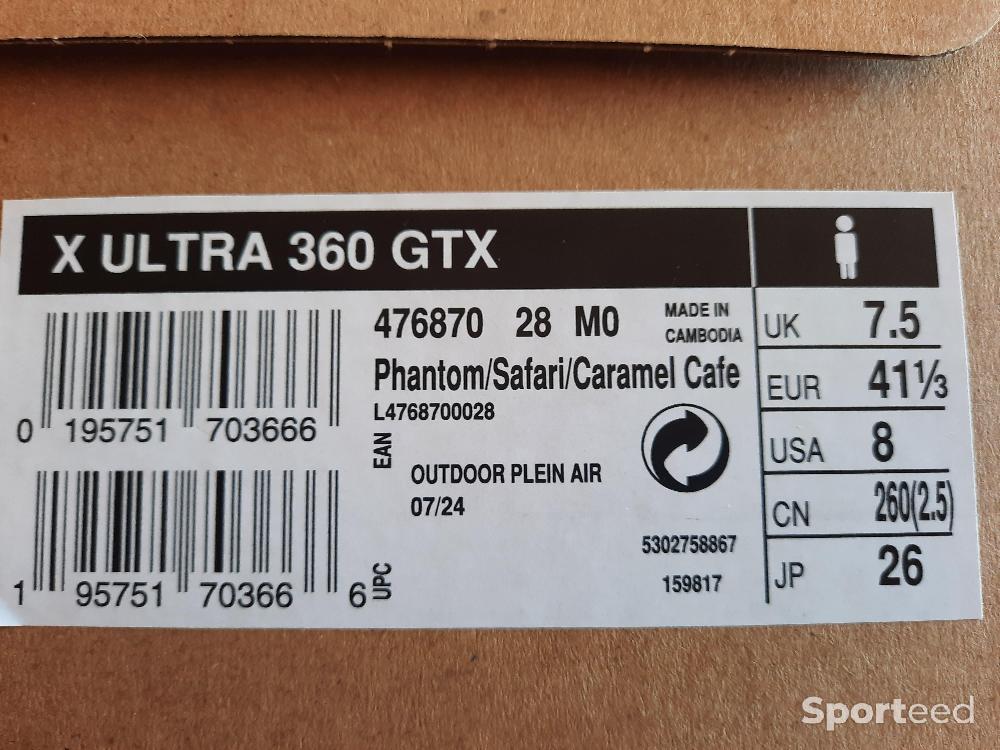 X ULTRA 360 GTX
476870 28 M0
MADE IN
CAMBODIA
Phantom/Safari/Caramel Cafe
L4768700028
0 195751 703666
EAN
OUTDOOR PLEIN AIR
07/24
5302758867
159817
1 95751 70366 6
UPC
UK 7.5
EUR 41⅓
USA 8
CN 260(2.5)
JP 26
Sporteed